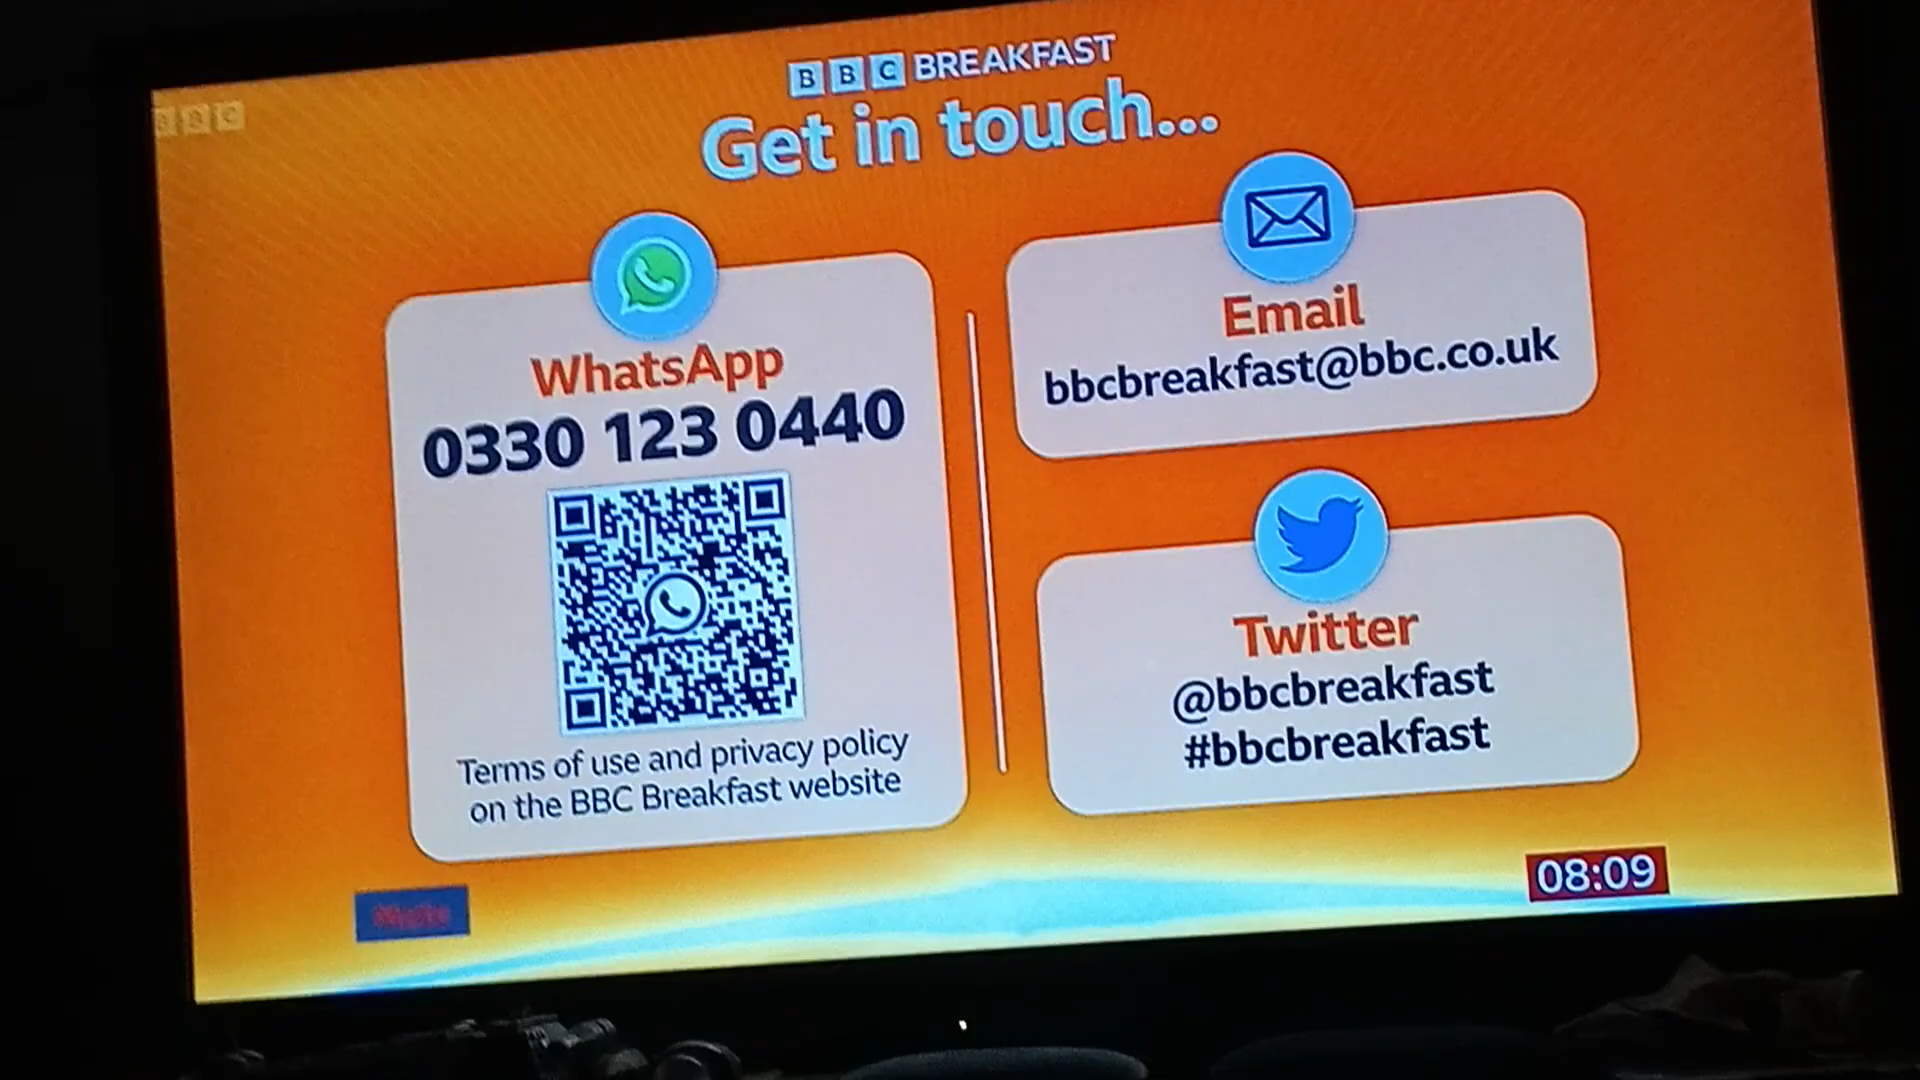 BBC
BBC BREAKFAST
Get in touch...
WhatsApp
0330 123 0440
Terms of use and privacy policy
on the BBC Breakfast website
Email
bbcbreakfast@bbc.co.uk
Twitter
@bbcbreakfast
#bbcbreakfast
08:09